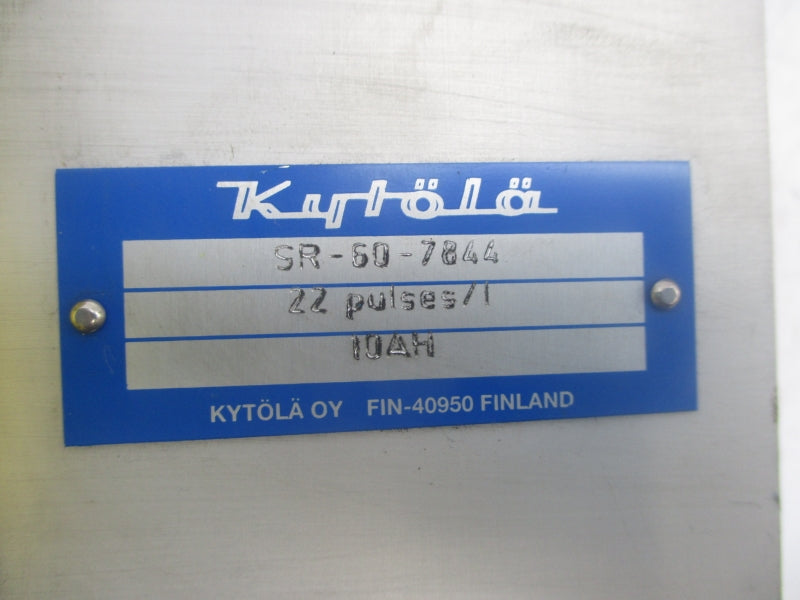 Kytölä
SR-60-7844
22 pulses/l
10AH
KYTÖLÄ OY FIN-40950 FINLAND